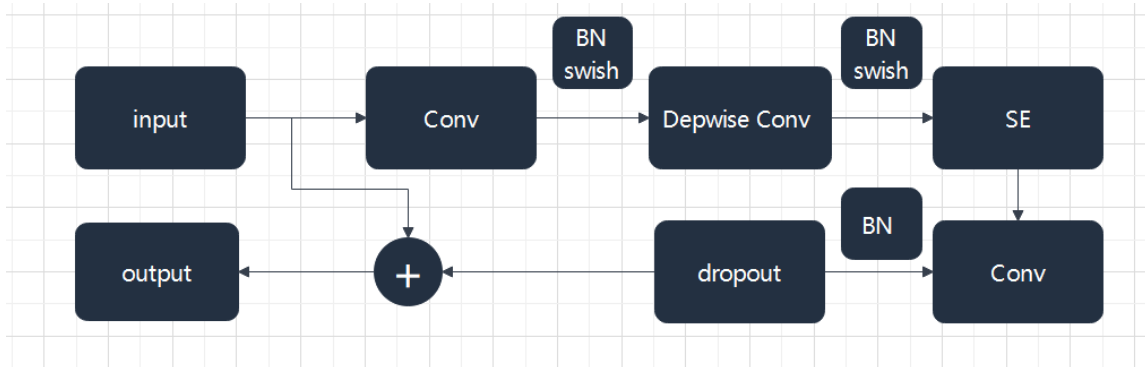 BN
swish
BN
swish
input
Conv
Depwise Conv
SE
BN
output
+
dropout
Conv